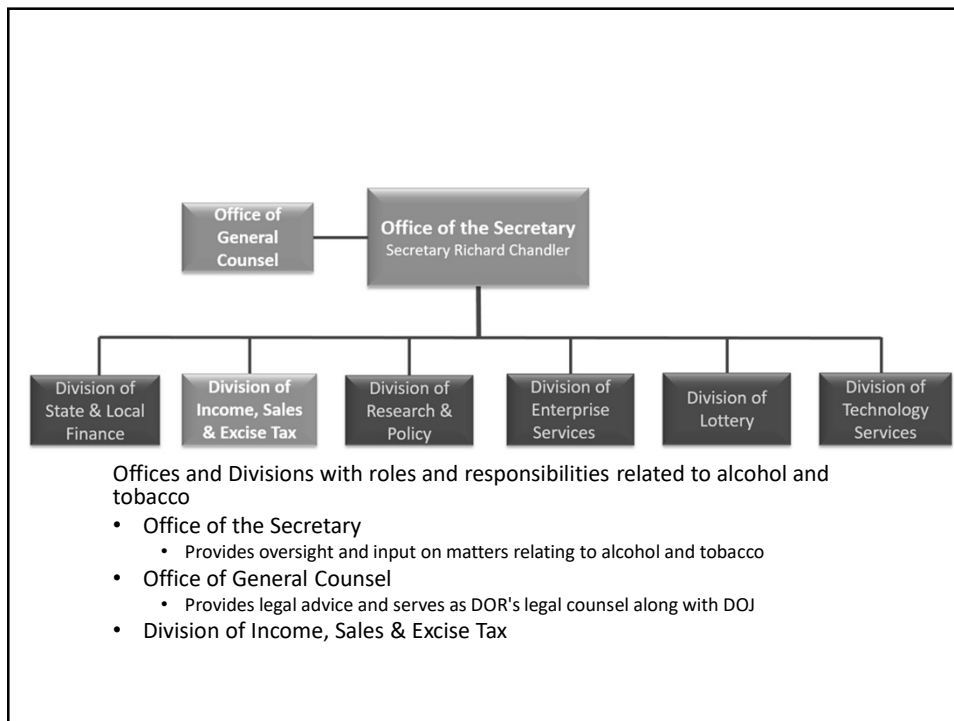 Office of
General
Counsel
Office of the Secretary
Secretary Richard Chandler
Division of
State & Local
Finance
Division of
Income, Sales
& Excise Tax
Division of
Research &
Policy
Division of
Enterprise
Services
Division of
Lottery
Division of
Technology
Services
Offices and Divisions with roles and responsibilities related to alcohol and
tobacco
• Office of the Secretary
• Provides oversight and input on matters relating to alcohol and tobacco
• Office of General Counsel
• Provides legal advice and serves as DOR's legal counsel along with DOJ
• Division of Income, Sales & Excise Tax